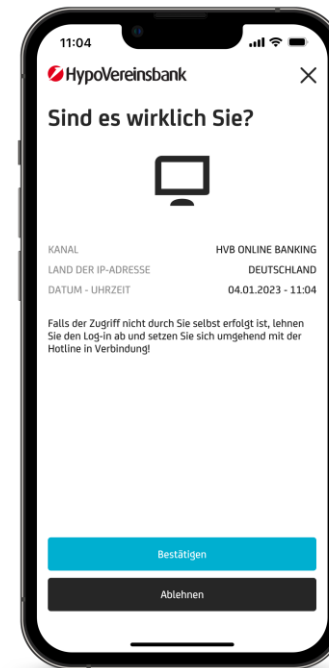 11:04
HypoVereinsbank
Sind es wirklich Sie?
KANAL HVB ONLINE BANKING
LAND DER IP-ADRESSE DEUTSCHLAND
DATUM - UHRZEIT 04.01.2023 - 11:04
Falls der Zugriff nicht durch Sie selbst erfolgt ist, lehnen
Sie den Log-in ab und setzen Sie sich umgehend mit der
Hotline in Verbindung!
Bestätigen
Ablehnen